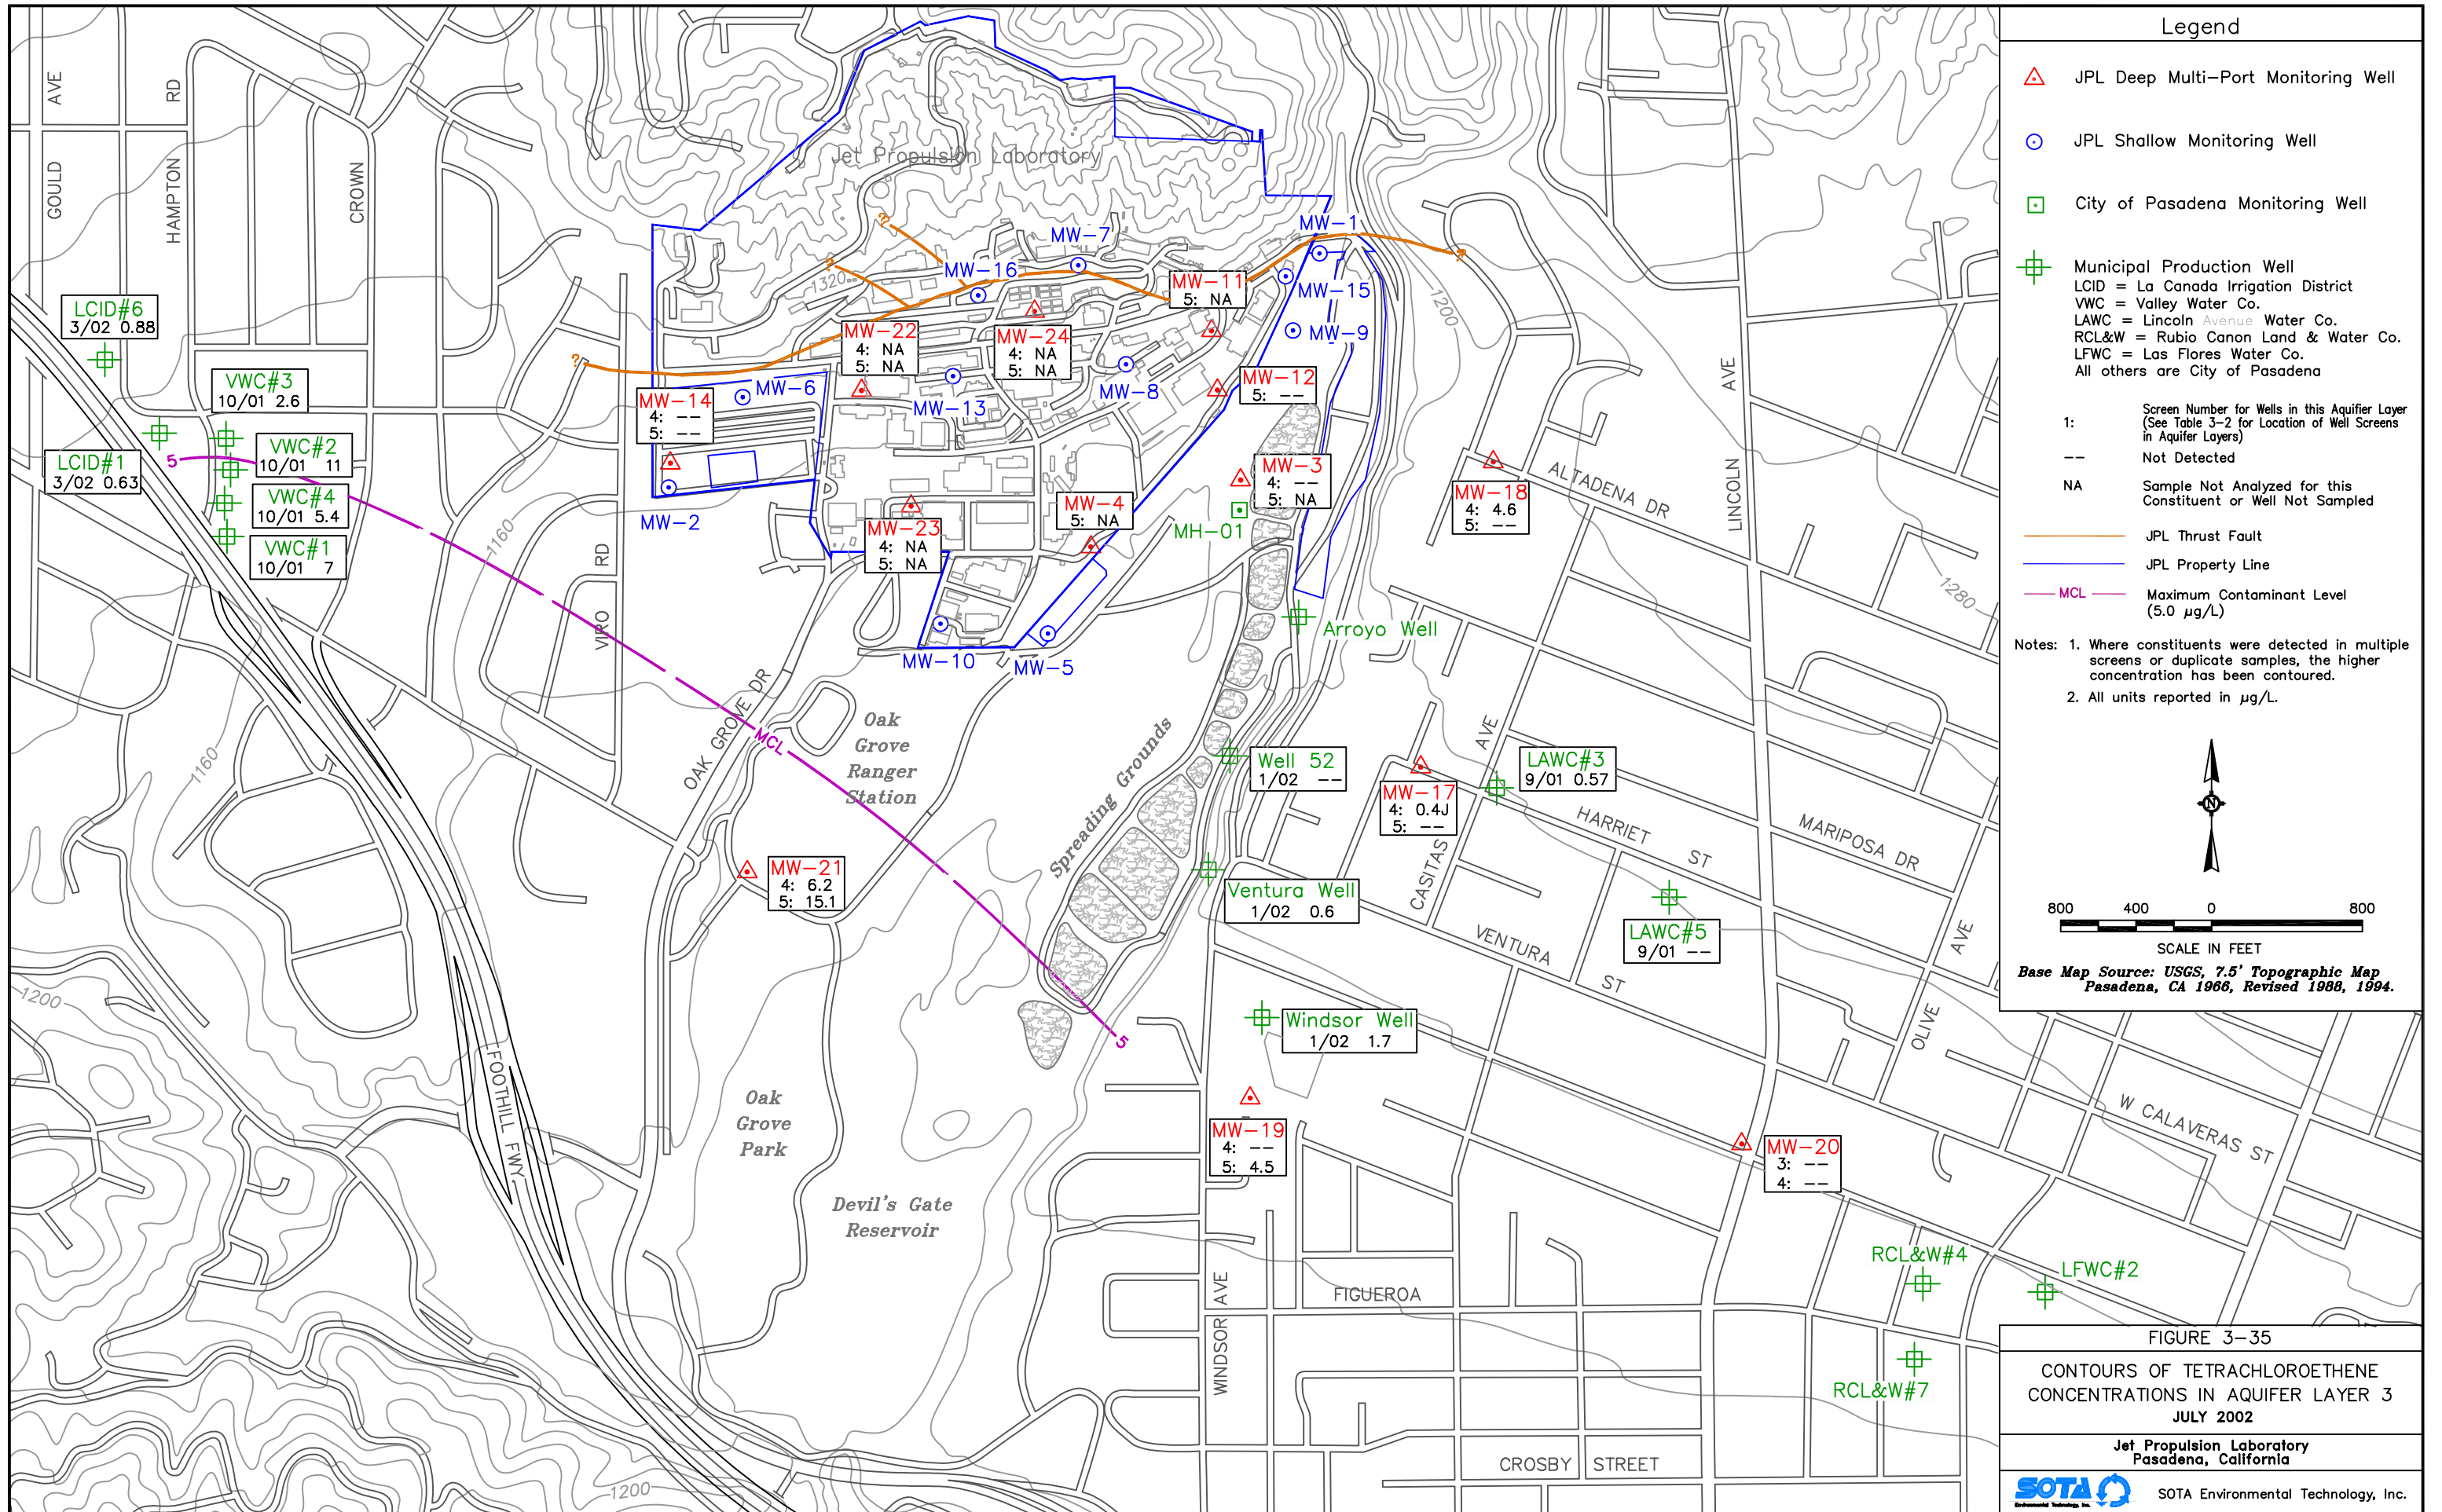 Legend
JPL Deep Multi-Port Monitoring Well
JPL Shallow Monitoring Well
City of Pasadena Monitoring Well
Municipal Production Well
LCID = La Canada Irrigation District
VWC = Valley Water Co.
LAWC = Lincoln Avenue Water Co.
RCL&W = Rubio Canon Land & Water Co.
LFWC = Las Flores Water Co.
All others are City of Pasadena
1: Screen Number for Wells in this Aquifier Layer
(See Table 3-2 for Location of Well Screens
in Aquifer Layers)
-- Not Detected
NA Sample Not Analyzed for this
Constituent or Well Not Sampled
JPL Thrust Fault
JPL Property Line
MCL Maximum Contaminant Level
(5.0 µg/L)
Notes: 1. Where constituents were detected in multiple
screens or duplicate samples, the higher
concentration has been contoured.
2. All units reported in µg/L.
N
800 400 0 800
SCALE IN FEET
Base Map Source: USGS, 7.5' Topographic Map
Pasadena, CA 1966, Revised 1988, 1994.
FIGURE 3-35
CONTOURS OF TETRACHLOROETHENE
CONCENTRATIONS IN AQUIFER LAYER 3
JULY 2002
Jet Propulsion Laboratory
Pasadena, California
SOTA
Environmental Technology, Inc.
SOTA Environmental Technology, Inc.
GOULD AVE
HAMPTON RD
CROWN
Jet Propulsion Laboratory
?
?
?
?
1320
MW-7
MW-16
MW-1
MW-11
5: NA
MW-15
MW-9
1200
LCID#6
3/02 0.88
VWC#3
10/01 2.6
MW-22
4: NA
5: NA
MW-24
4: NA
5: NA
MW-6
MW-13
MW-8
MW-12
5: --
MW-14
4: --
5: --
LCID#1
3/02 0.63
5
VWC#2
10/01 11
VWC#4
10/01 5.4
VWC#1
10/01 7
1160
MW-2
MW-23
4: NA
5: NA
MW-4
5: NA
MW-3
4: --
5: NA
MH-01
MW-18
4: 4.6
5: --
ALTADENA DR
LINCOLN AVE
1280
VIRO RD
MW-10
MW-5
Arroyo Well
OAK GROVE DR
MCL
Oak
Grove
Ranger
Station
Spreading Grounds
Well 52
1/02 --
MW-17
4: 0.4J
5: --
CASITAS AVE
LAWC#3
9/01 0.57
HARRIET ST
MARIPOSA DR
1160
MW-21
4: 6.2
5: 15.1
Ventura Well
1/02 0.6
VENTURA ST
LAWC#5
9/01 --
OLIVE AVE
1200
5
Windsor Well
1/02 1.7
FOOTHILL FWY
Oak
Grove
Park
MW-19
4: --
5: 4.5
MW-20
3: --
4: --
W CALAVERAS ST
Devil's Gate
Reservoir
WINDSOR AVE
FIGUEROA
RCL&W#4
LFWC#2
RCL&W#7
CROSBY STREET
1200